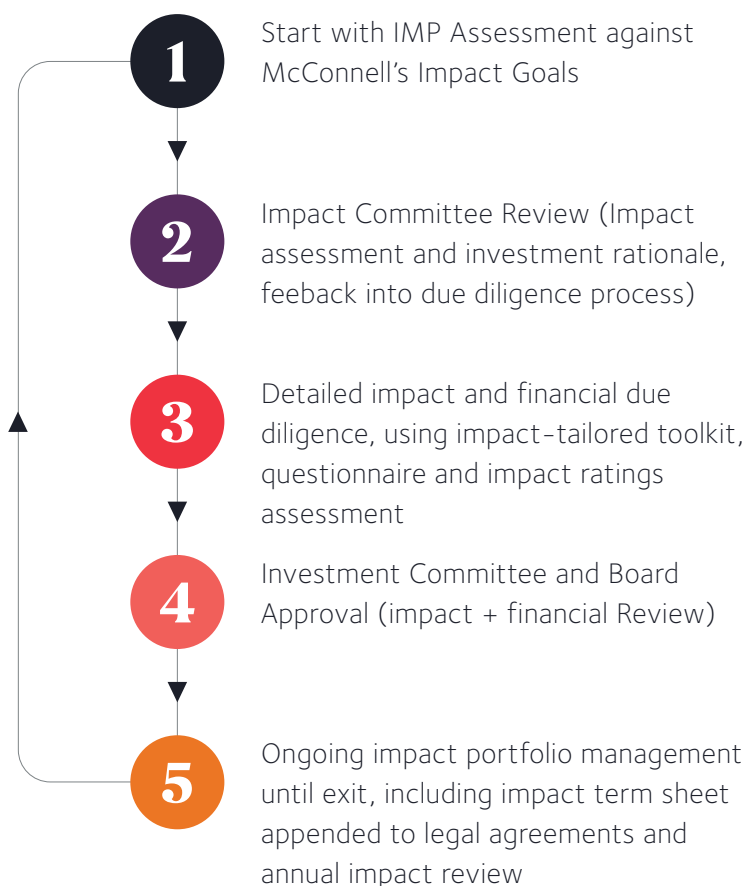 1
Start with IMP Assessment against
McConnell’s Impact Goals
2
Impact Committee Review (Impact
assessment and investment rationale,
feeback into due diligence process)
3
Detailed impact and financial due
diligence, using impact-tailored toolkit,
questionnaire and impact ratings
assessment
4
Investment Committee and Board
Approval (impact + financial Review)
5
Ongoing impact portfolio management
until exit, including impact term sheet
appended to legal agreements and
annual impact review